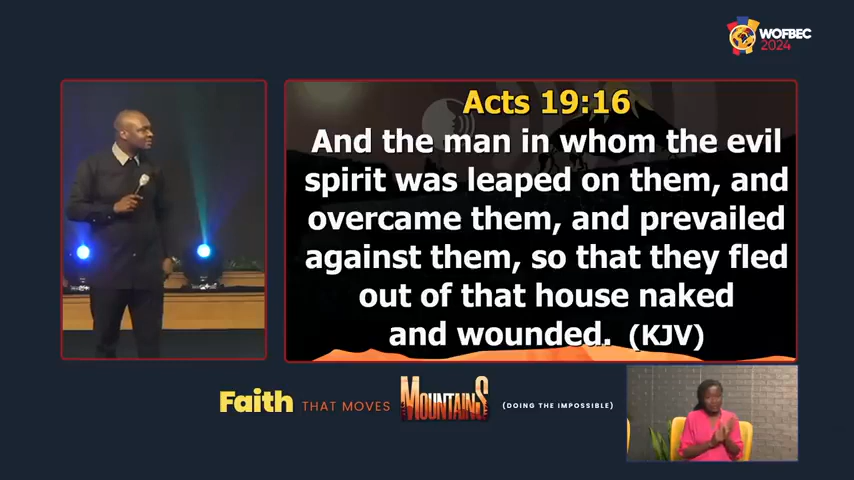 WOFBEC
2024
Acts 19:16
And the man in whom the evil
spirit was leaped on them, and
overcame them, and prevailed
against them, so that they fled
out of that house naked
and wounded. (KJV)
Faith THAT MOVES MOUNTAINS (DOING THE IMPOSSIBLE)